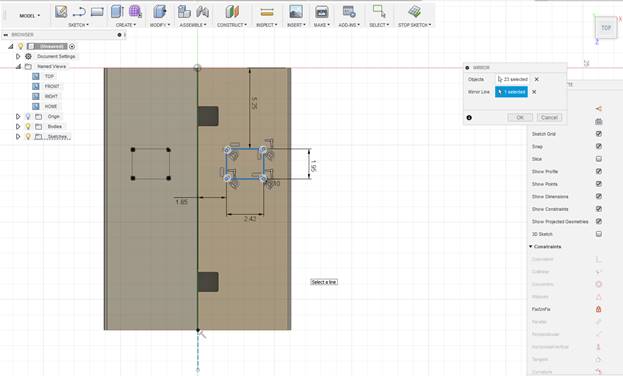 MODEL
SKETCH
CREATE
MODIFY
ASSEMBLE
CONSTRUCT
INSPECT
INSERT
MAKE
ADD-INS
SELECT
STOP SKETCH
BROWSER
(Unsaved)
Document Settings
Named Views
TOP
FRONT
RIGHT
HOME
Origin
Bodies
Sketches
TOP
X
Z
25
MIRROR
Objects
23 selected
Mirror Line
1 selected
OK
Cancel
Sketch Grid
Snap
Slice
Show Profile
Show Points
Show Dimensions
Show Constraints
Show Projected Geometries
3D Sketch
Constraints
Coincident
Collinear
Concentric
Midpoint
Fix/UnFix
Parallel
Perpendicular
Horizontal/Vertical
Tangent
Curvature
5.25
1.95
1.85
2.42
Select a line